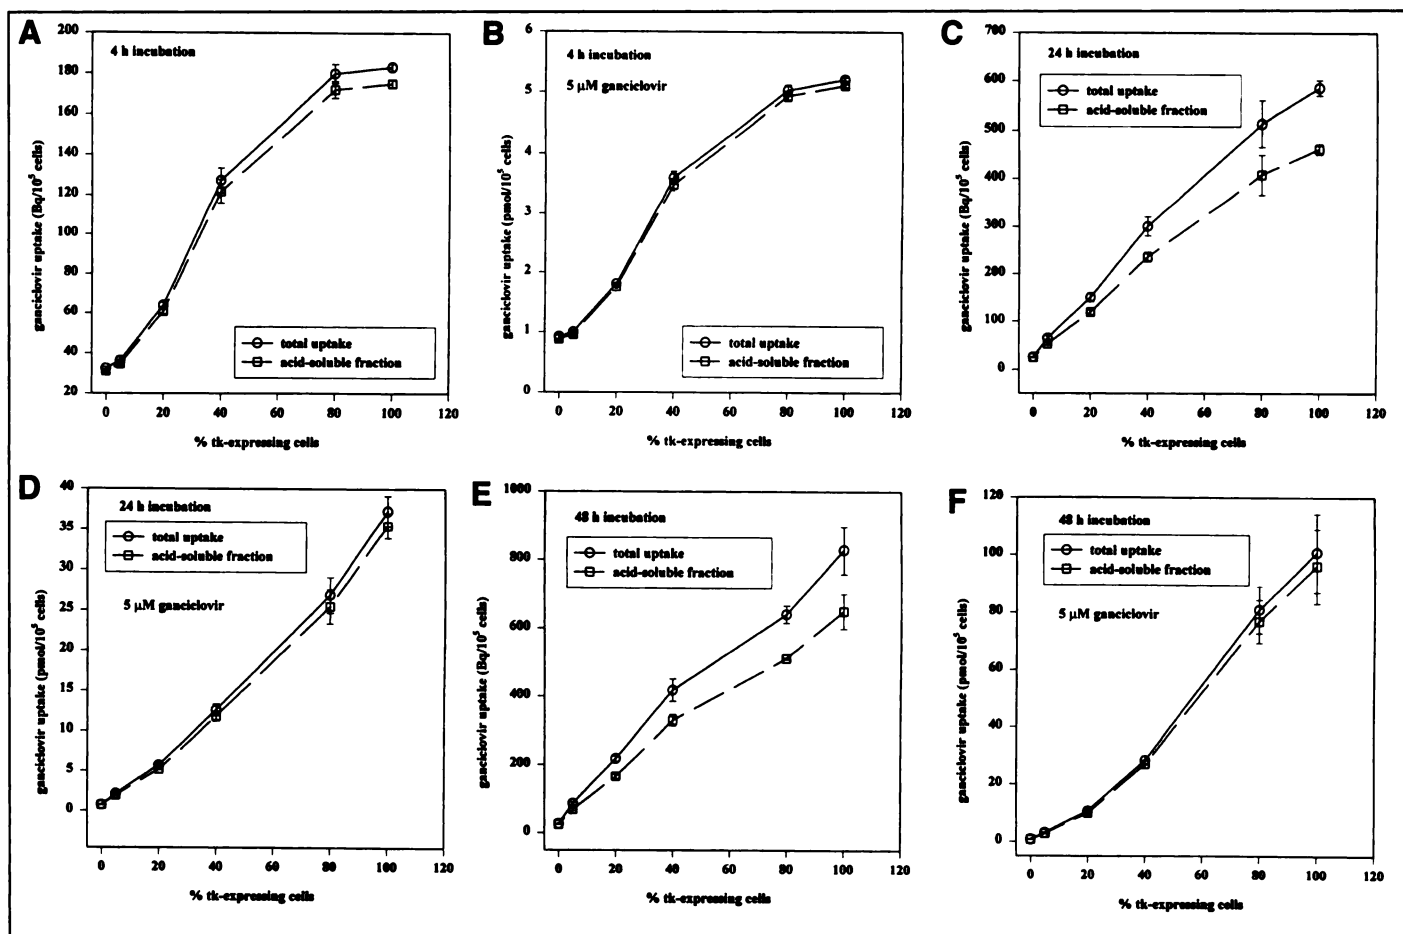 A
4 h incubation
200
180
160
140
120
100
80
60
40
20
ganciclovir uptake (Bq/10⁵ cells)
total uptake
acid-soluble fraction
0 20 40 60 80 100 120
% tk-expressing cells
B
4 h incubation
5 µM ganciclovir
6
5
4
3
2
1
0
ganciclovir uptake (pmol/10⁵ cells)
total uptake
acid-soluble fraction
0 20 40 60 80 100 120
% tk-expressing cells
C
24 h incubation
total uptake
acid-soluble fraction
700
600
500
400
300
200
100
0
ganciclovir uptake (Bq/10⁵ cells)
0 20 40 60 80 100 120
% tk-expressing cells
D
24 h incubation
total uptake
acid-soluble fraction
5 µM ganciclovir
40
35
30
25
20
15
10
5
0
ganciclovir uptake (pmol/10⁵ cells)
0 20 40 60 80 100 120
% tk-expressing cells
E
48 h incubation
total uptake
acid-soluble fraction
1000
800
600
400
200
0
ganciclovir uptake (Bq/10⁵ cells)
0 20 40 60 80 100 120
% tk-expressing cells
F
48 h incubation
total uptake
acid-soluble fraction
5 µM ganciclovir
120
100
80
60
40
20
0
ganciclovir uptake (pmol/10⁵ cells)
0 20 40 60 80 100 120
% tk-expressing cells